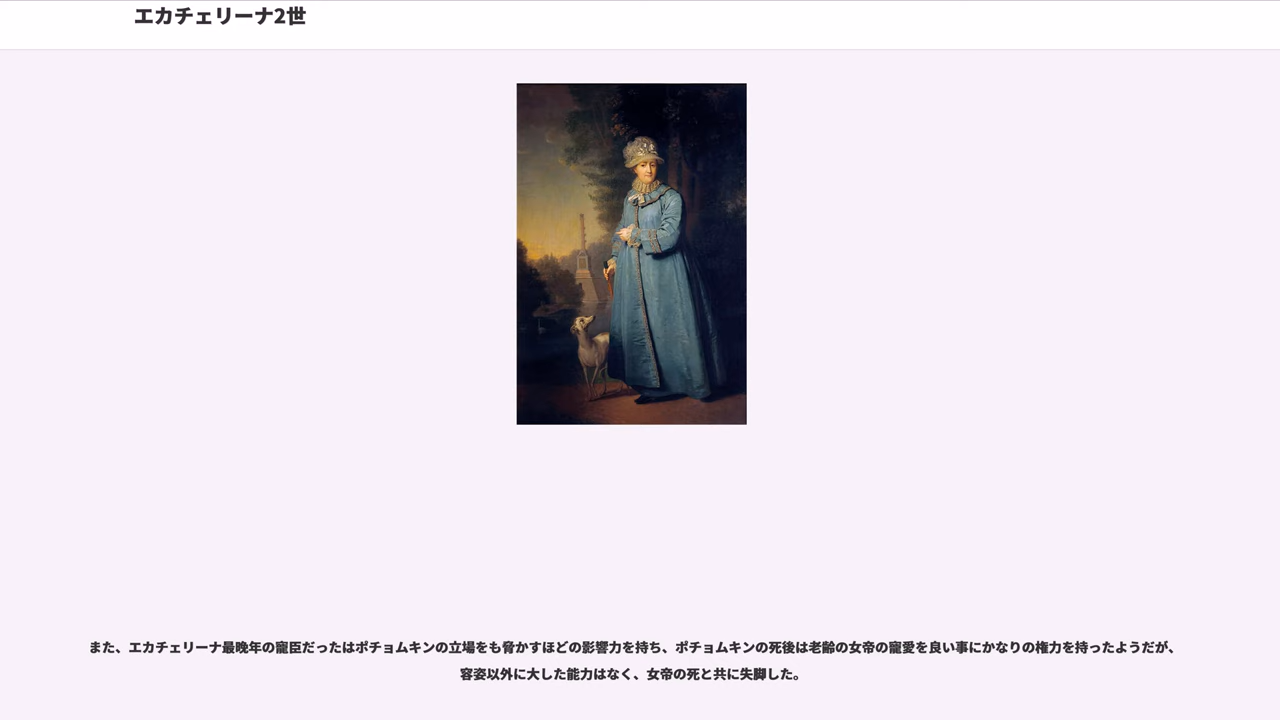 エカチェリーナ2世
また、エカチェリーナ最晩年の寵臣だったはポチョムキンの立場をも脅かすほどの影響力を持ち、ポチョムキンの死後は老齢の女帝の寵愛を良い事にかなりの権力を持ったようだが、
容姿以外に大した能力はなく、女帝の死と共に失脚した。